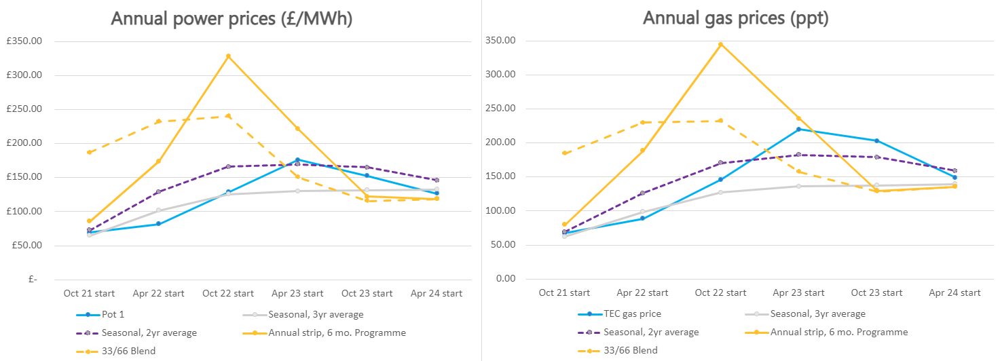 Annual power prices (£/MWh)
£350.00
£300.00
£250.00
£200.00
£150.00
£100.00
£50.00
£-
Oct 21 start Apr 22 start Oct 22 start Apr 23 start Oct 23 start Apr 24 start
Pot 1 Seasonal, 3yr average
Seasonal, 2yr average Annual strip, 6 mo. Programme
33/66 Blend
Annual gas prices (ppt)
350.00
300.00
250.00
200.00
150.00
100.00
50.00
0.00
Oct 21 start Apr 22 start Oct 22 start Apr 23 start Oct 23 start Apr 24 start
TEC gas price Seasonal, 3yr average
Seasonal, 2yr average Annual strip, 6 mo. Programme
33/66 Blend